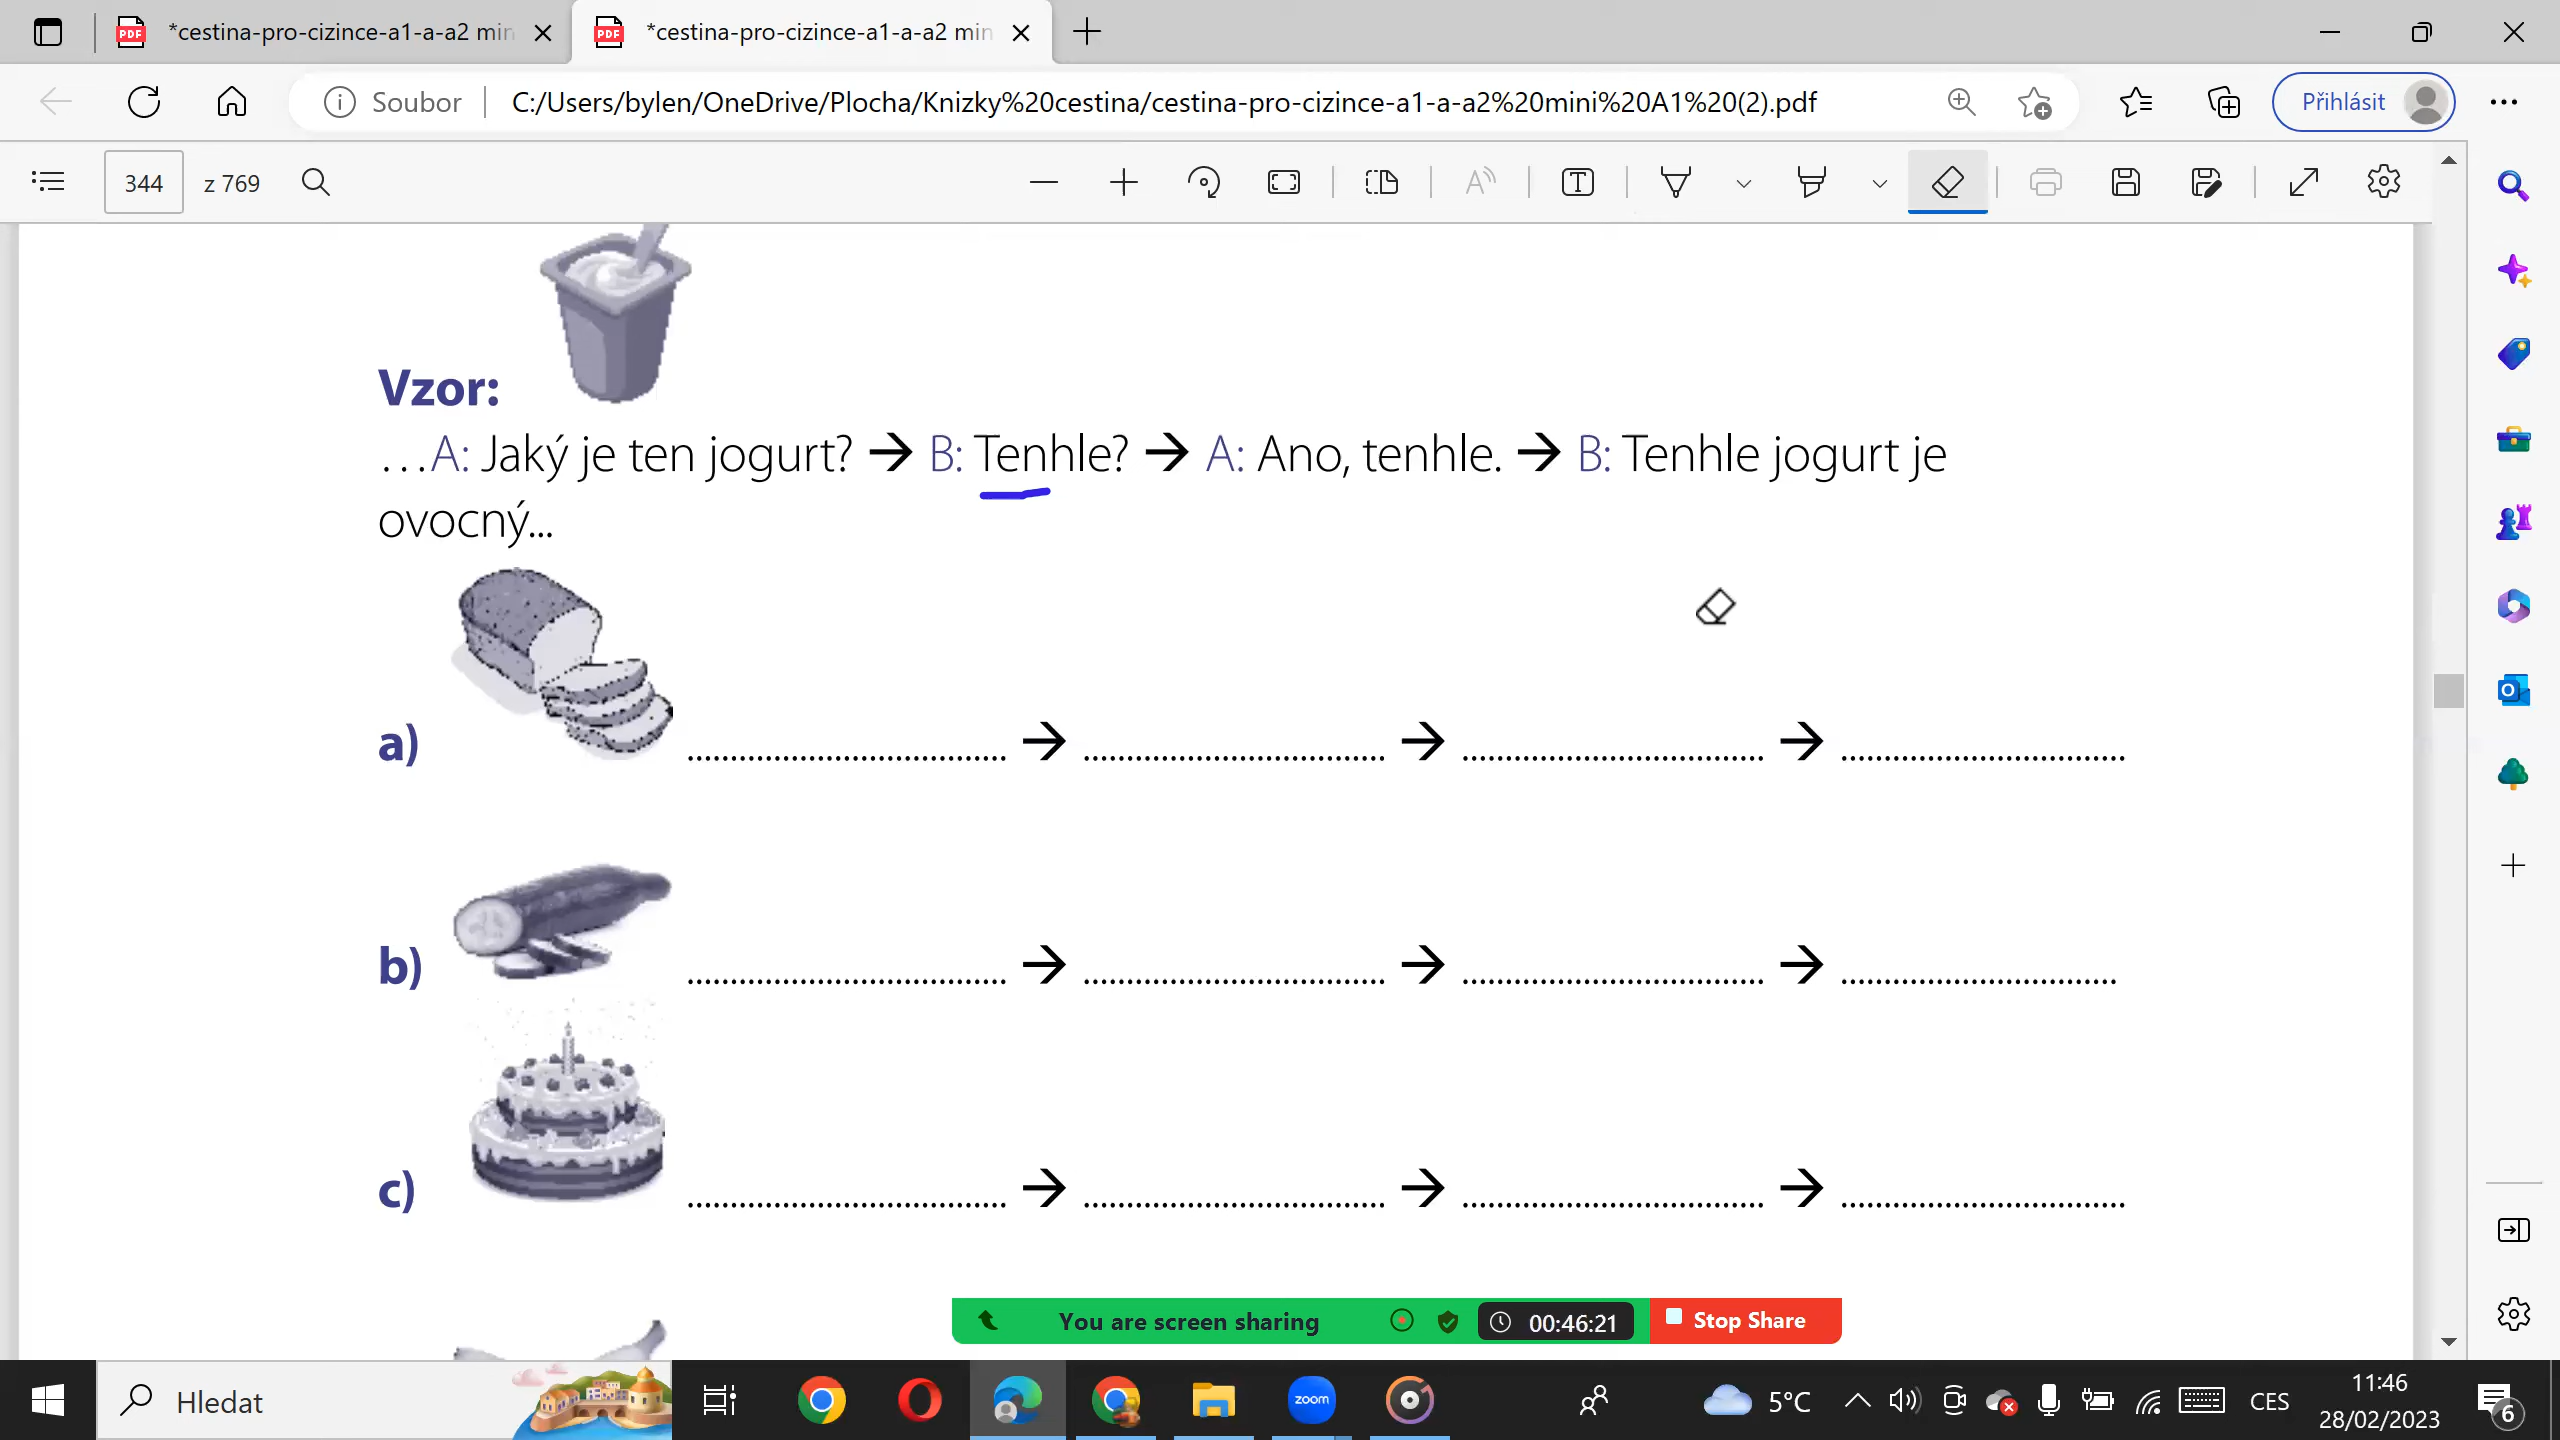 *cestina-pro-cizince-a1-a-a2 min
*cestina-pro-cizince-a1-a-a2 min
Soubor
C:/Users/bylen/OneDrive/Plocha/Knizky%20cestina/cestina-pro-cizince-a1-a-a2%20mini%20A1%20(2).pdf
Přihlásit
344 z 769
Vzor:
...A: Jaký je ten jogurt? → B: Tenhle? → A: Ano, tenhle. → B: Tenhle jogurt je
ovocný...
a) .................................... → .................................... → .................................... → ....................................
b) .................................... → .................................... → .................................... → ....................................
c) .................................... → .................................... → .................................... → ....................................
You are screen sharing 00:46:21 Stop Share
Hledat
zoom
5°C
CES
11:46
28/02/2023
6